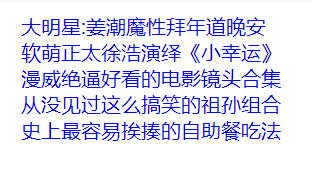 大明星:姜潮魔性拜年道晚安
软萌正太徐浩演绎《小幸运》
漫威绝逼好看的电影镜头合集
从没见过这么搞笑的祖孙组合
史上最容易挨揍的自助餐吃法